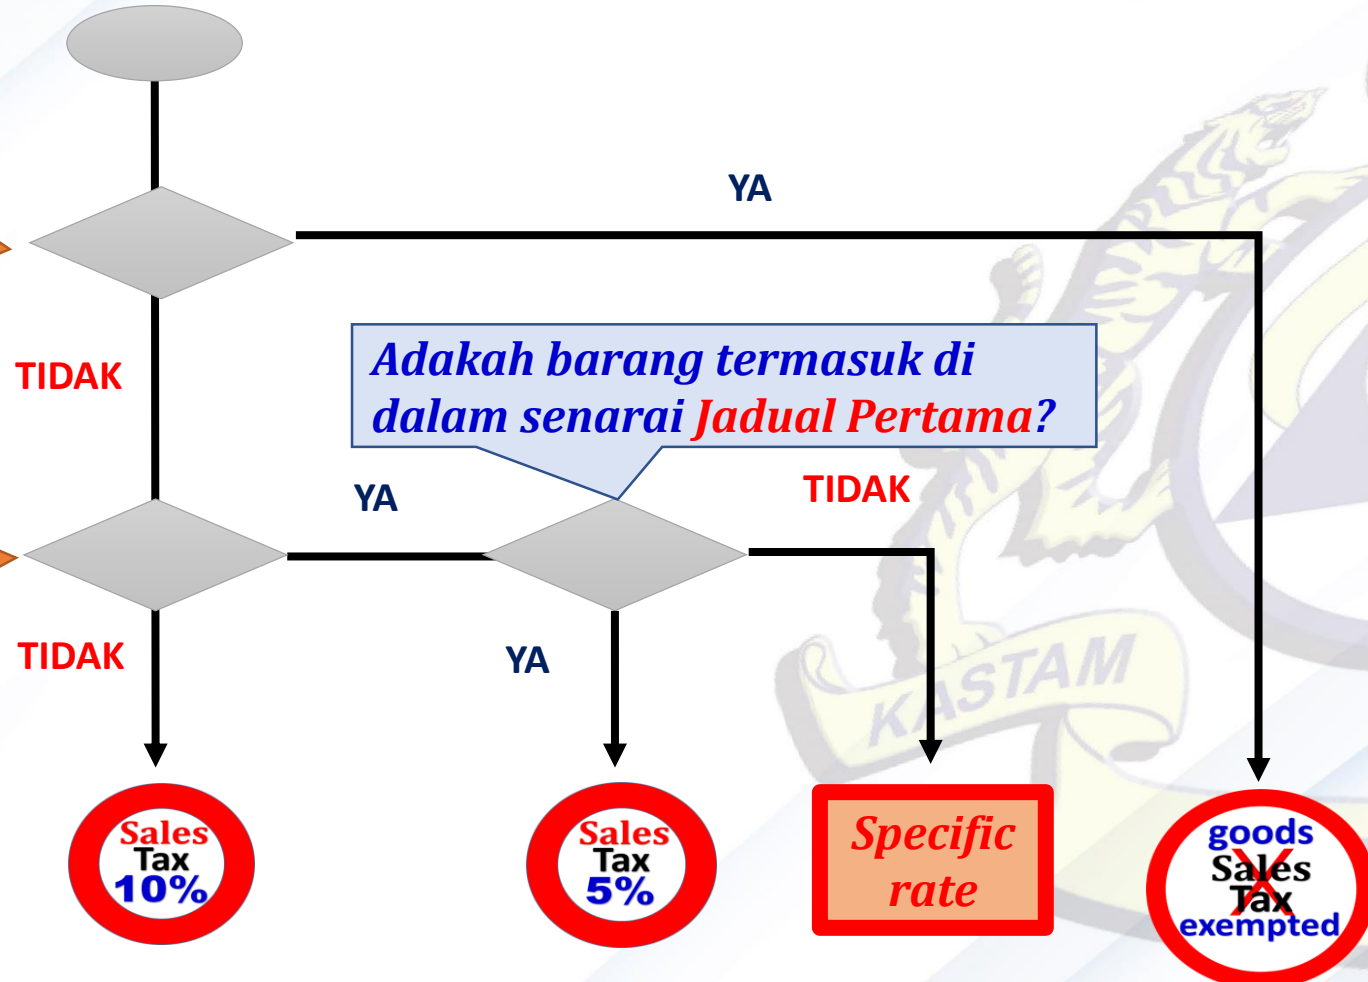 YA
TIDAK
Adakah barang termasuk di
dalam senarai Jadual Pertama?
YA
TIDAK
TIDAK
YA
KASTAM
Sales
Tax
10%
Sales
Tax
5%
Specific
rate
goods
Sales
Tax
exempted